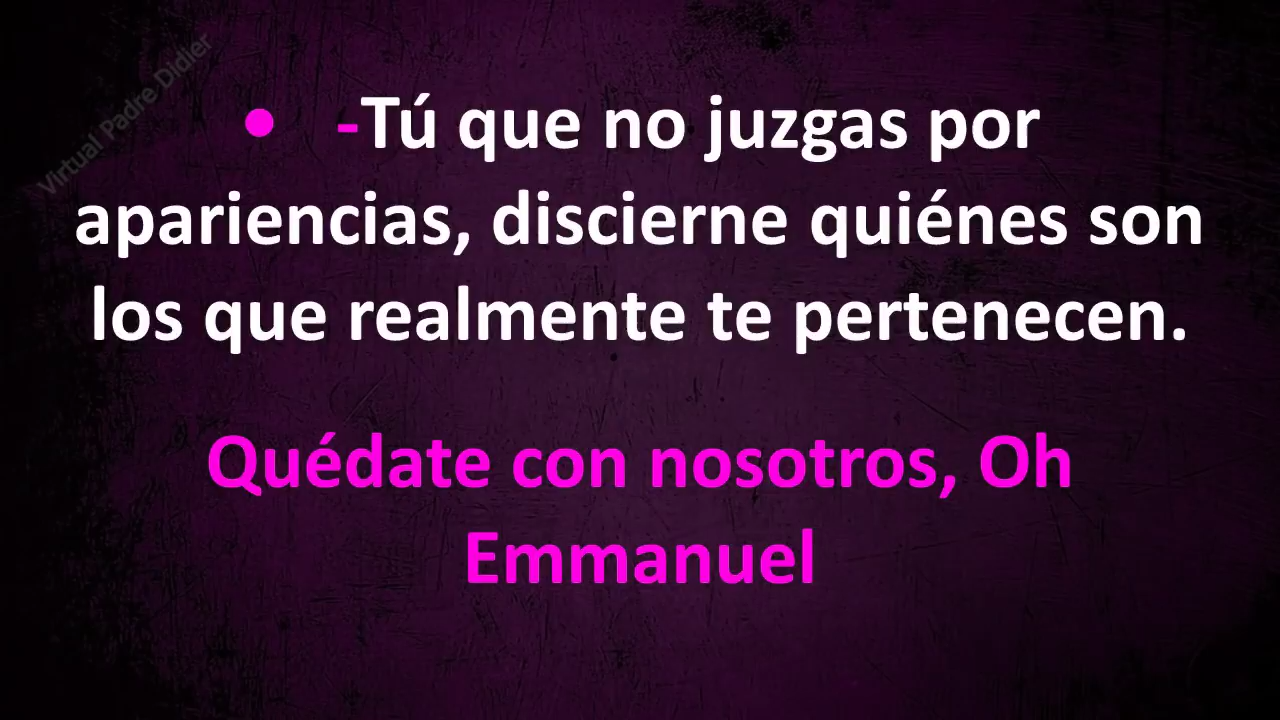 Virtual Padre Didier
• -Tú que no juzgas por
apariencias, discierne quiénes son
los que realmente te pertenecen.
Quédate con nosotros, Oh
Emmanuel